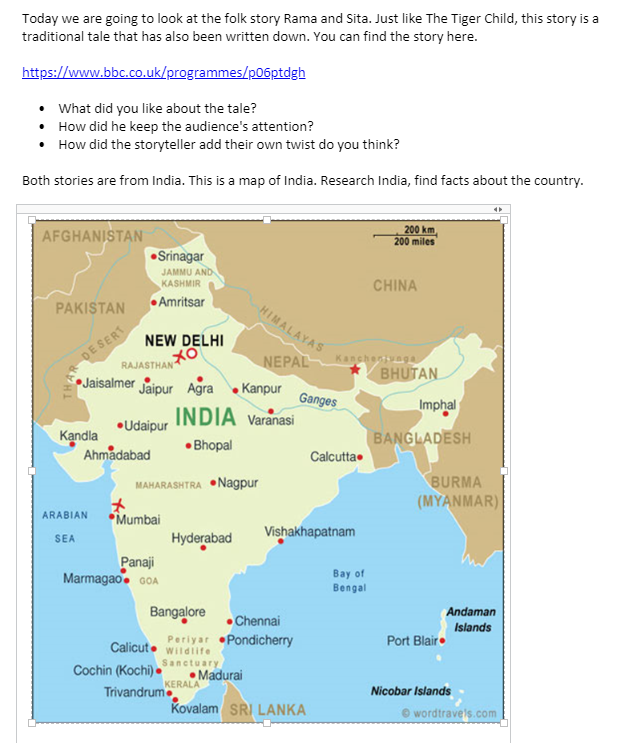 Today we are going to look at the folk story Rama and Sita. Just like The Tiger Child, this story is a
traditional tale that has also been written down. You can find the story here.
https://www.bbc.co.uk/programmes/p06ptdgh
• What did you like about the tale?
• How did he keep the audience's attention?
• How did the storyteller add their own twist do you think?
Both stories are from India. This is a map of India. Research India, find facts about the country.
200 km
200 miles
AFGHANISTAN
Srinagar
JAMMU AND
KASHMIR
CHINA
PAKISTAN
Amritsar
HIMALAYAS
THAR DESERT
NEW DELHI
RAJASTHAN
NEPAL
Kanchenjunga
BHUTAN
Jaisalmer
Jaipur
Agra
Kanpur
Ganges
Imphal
Udaipur
INDIA
Varanasi
Kandla
BANGLADESH
Ahmadabad
Bhopal
Calcutta
MAHARASHTRA
Nagpur
BURMA
(MYANMAR)
ARABIAN
SEA
Mumbai
Hyderabad
Vishakhapatnam
Panaji
Marmagao
GOA
Bay of
Bengal
Bangalore
Chennai
Andaman
Islands
Periyar
Wildlife
Sanctuary
Pondicherry
Port Blair
Calicut
Cochin (Kochi)
Madurai
KERALA
Trivandrum
Nicobar Islands
Kovalam
SRI LANKA
© wordtravels.com